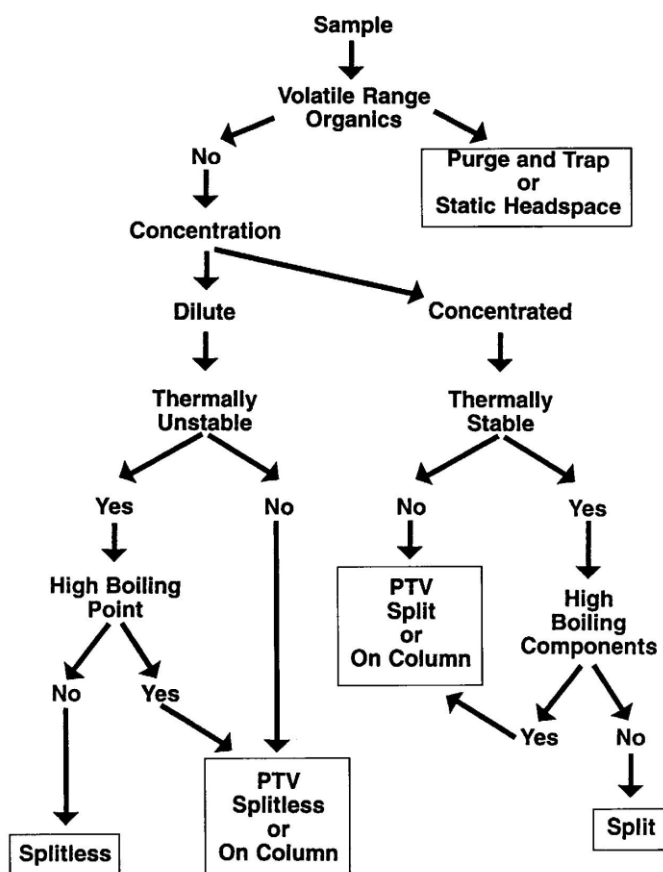 Sample
Volatile Range
Organics
No
Purge and Trap
or
Static Headspace
Concentration
Dilute
Concentrated
Thermally
Unstable
Thermally
Stable
Yes
No
No
Yes
High Boiling
Point
PTV
Split
or
On Column
High
Boiling
Components
No
Yes
Yes
No
PTV
Splitless
or
On Column
Splitless
Split